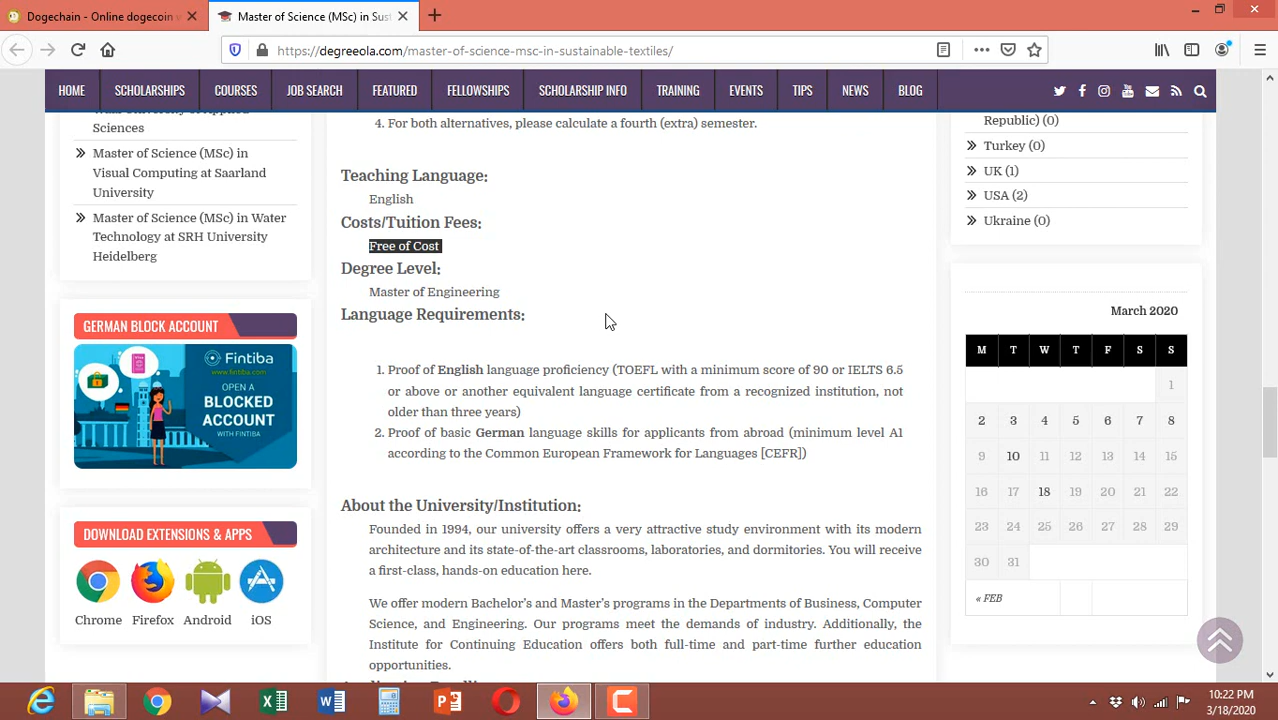 Dogechain - Online dogecoin
Master of Science (MSc) in Sus
https://degreeola.com/master-of-science-msc-in-sustainable-textiles/
HOME
SCHOLARSHIPS
COURSES
JOB SEARCH
FEATURED
FELLOWSHIPS
SCHOLARSHIP INFO
TRAINING
EVENTS
TIPS
NEWS
BLOG
Sciences
Master of Science (MSc) in
Visual Computing at Saarland
University
Master of Science (MSc) in Water
Technology at SRH University
Heidelberg
GERMAN BLOCK ACCOUNT
Fintiba
www.fintiba.com
OPEN A
BLOCKED
ACCOUNT
WITH FINTIBA
DOWNLOAD EXTENSIONS & APPS
Chrome
Firefox
Android
iOS
4. For both alternatives, please calculate a fourth (extra) semester.
Teaching Language:
English
Costs/Tuition Fees:
Free of Cost
Degree Level:
Master of Engineering
Language Requirements:
1. Proof of English language proficiency (TOEFL with a minimum score of 90 or IELTS 6.5
or above or another equivalent language certificate from a recognized institution, not
older than three years)
2. Proof of basic German language skills for applicants from abroad (minimum level A1
according to the Common European Framework for Languages [CEFR])
About the University/Institution:
Founded in 1994, our university offers a very attractive study environment with its modern
architecture and its state-of-the-art classrooms, laboratories, and dormitories. You will receive
a first-class, hands-on education here.
We offer modern Bachelor's and Master's programs in the Departments of Business, Computer
Science, and Engineering. Our programs meet the demands of industry. Additionally, the
Institute for Continuing Education offers both full-time and part-time further education
opportunities.
Republic) (0)
Turkey (0)
UK (1)
USA (2)
Ukraine (0)
March 2020
M T W T F S S
1
2 3 4 5 6 7 8
9 10 11 12 13 14 15
16 17 18 19 20 21 22
23 24 25 26 27 28 29
30 31
« FEB
10:22 PM
3/18/2020